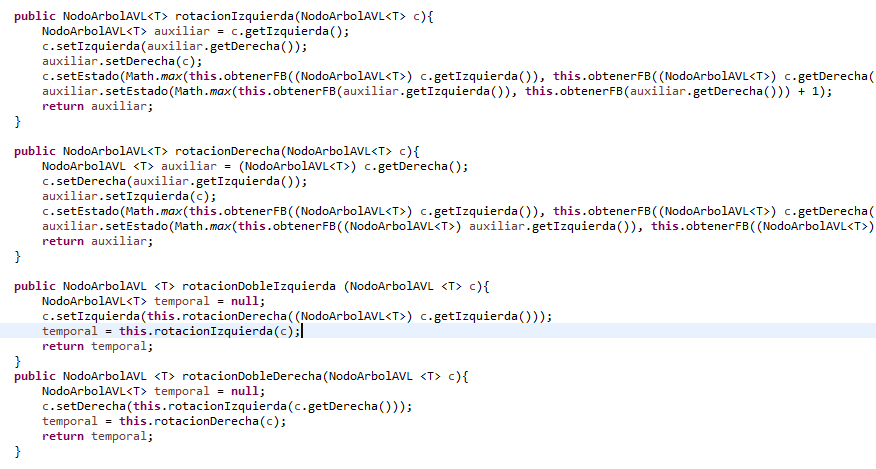 public NodoArbolAVL<T> rotacionIzquierda(NodoArbolAVL<T> c){
    NodoArbolAVL<T> auxiliar = c.getIzquierda();
    c.setIzquierda(auxiliar.getDerecha());
    auxiliar.setDerecha(c);
    c.setEstado(Math.max(this.obtenerFB((NodoArbolAVL<T>) c.getIzquierda()), this.obtenerFB((NodoArbolAVL<T>) c.getDerecha(
    auxiliar.setEstado(Math.max(this.obtenerFB(auxiliar.getIzquierda()), this.obtenerFB(auxiliar.getDerecha())) + 1);
    return auxiliar;
}

public NodoArbolAVL<T> rotacionDerecha(NodoArbolAVL<T> c){
    NodoArbolAVL <T> auxiliar = (NodoArbolAVL<T>) c.getDerecha();
    c.setDerecha(auxiliar.getIzquierda());
    auxiliar.setIzquierda(c);
    c.setEstado(Math.max(this.obtenerFB((NodoArbolAVL<T>) c.getIzquierda()), this.obtenerFB((NodoArbolAVL<T>) c.getDerecha(
    auxiliar.setEstado(Math.max(this.obtenerFB((NodoArbolAVL<T>) auxiliar.getIzquierda()), this.obtenerFB((NodoArbolAVL<T>)
    return auxiliar;
}

public NodoArbolAVL <T> rotacionDobleIzquierda (NodoArbolAVL <T> c){
    NodoArbolAVL<T> temporal = null;
    c.setIzquierda(this.rotacionDerecha((NodoArbolAVL<T>) c.getIzquierda()));
    temporal = this.rotacionIzquierda(c);
    return temporal;
}
public NodoArbolAVL <T> rotacionDobleDerecha(NodoArbolAVL <T> c){
    NodoArbolAVL<T> temporal = null;
    c.setDerecha(this.rotacionIzquierda(c.getDerecha()));
    temporal = this.rotacionDerecha(c);
    return temporal;
}